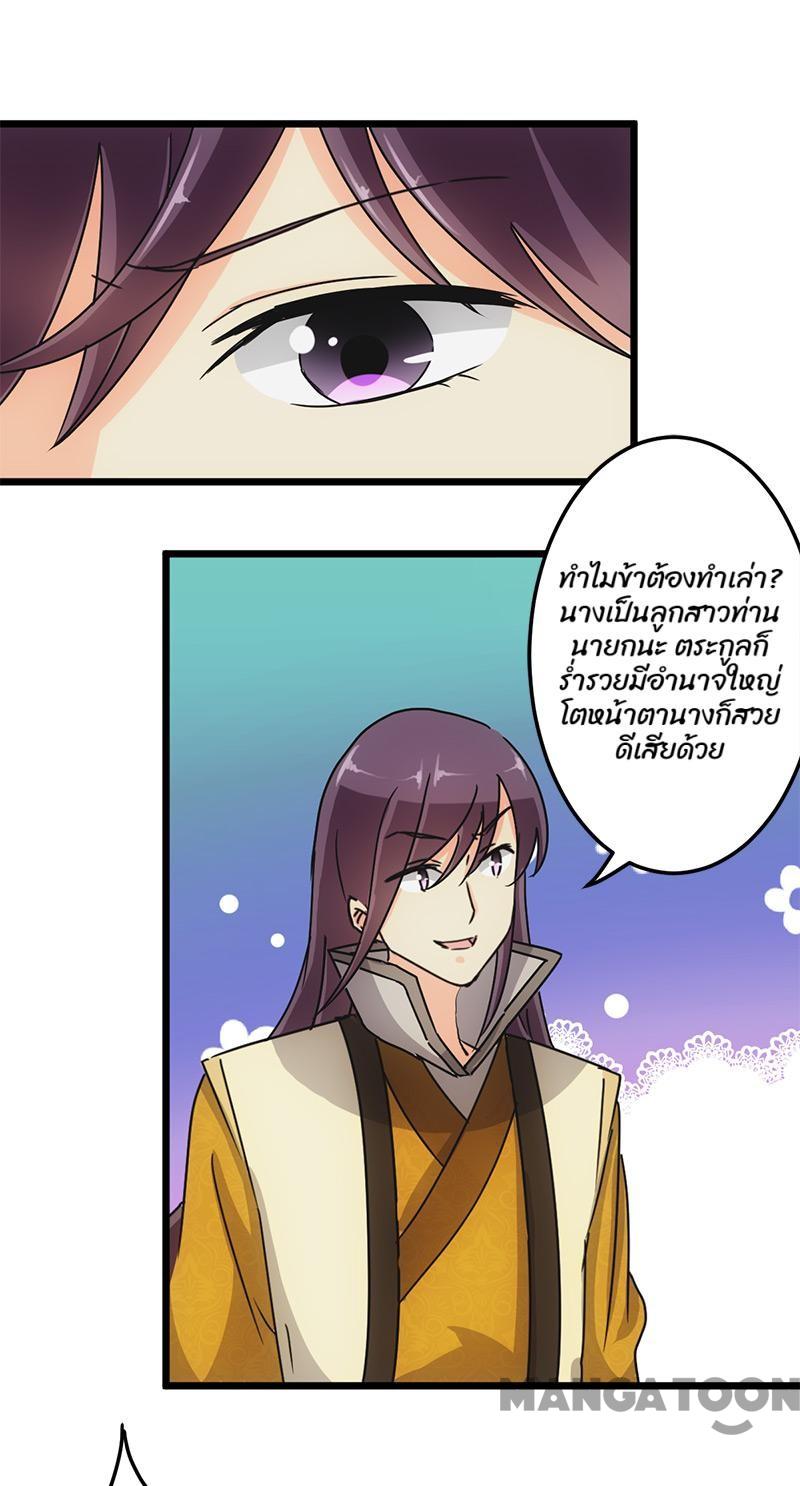 ทำไมข้าต้องทำเล่า?
นางเป็นลูกสาวท่าน
นายกนะ ตระกูลก็
ร่ำรวยมีอำนาจใหญ่
โตหน้าตานางก็สวย
ดีเสียด้วย
MANGATOON